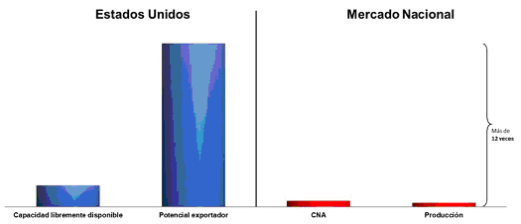 Estados Unidos
Mercado Nacional
Más de
12 veces
Capacidad libremente disponible
Potencial exportador
CNA
Producción